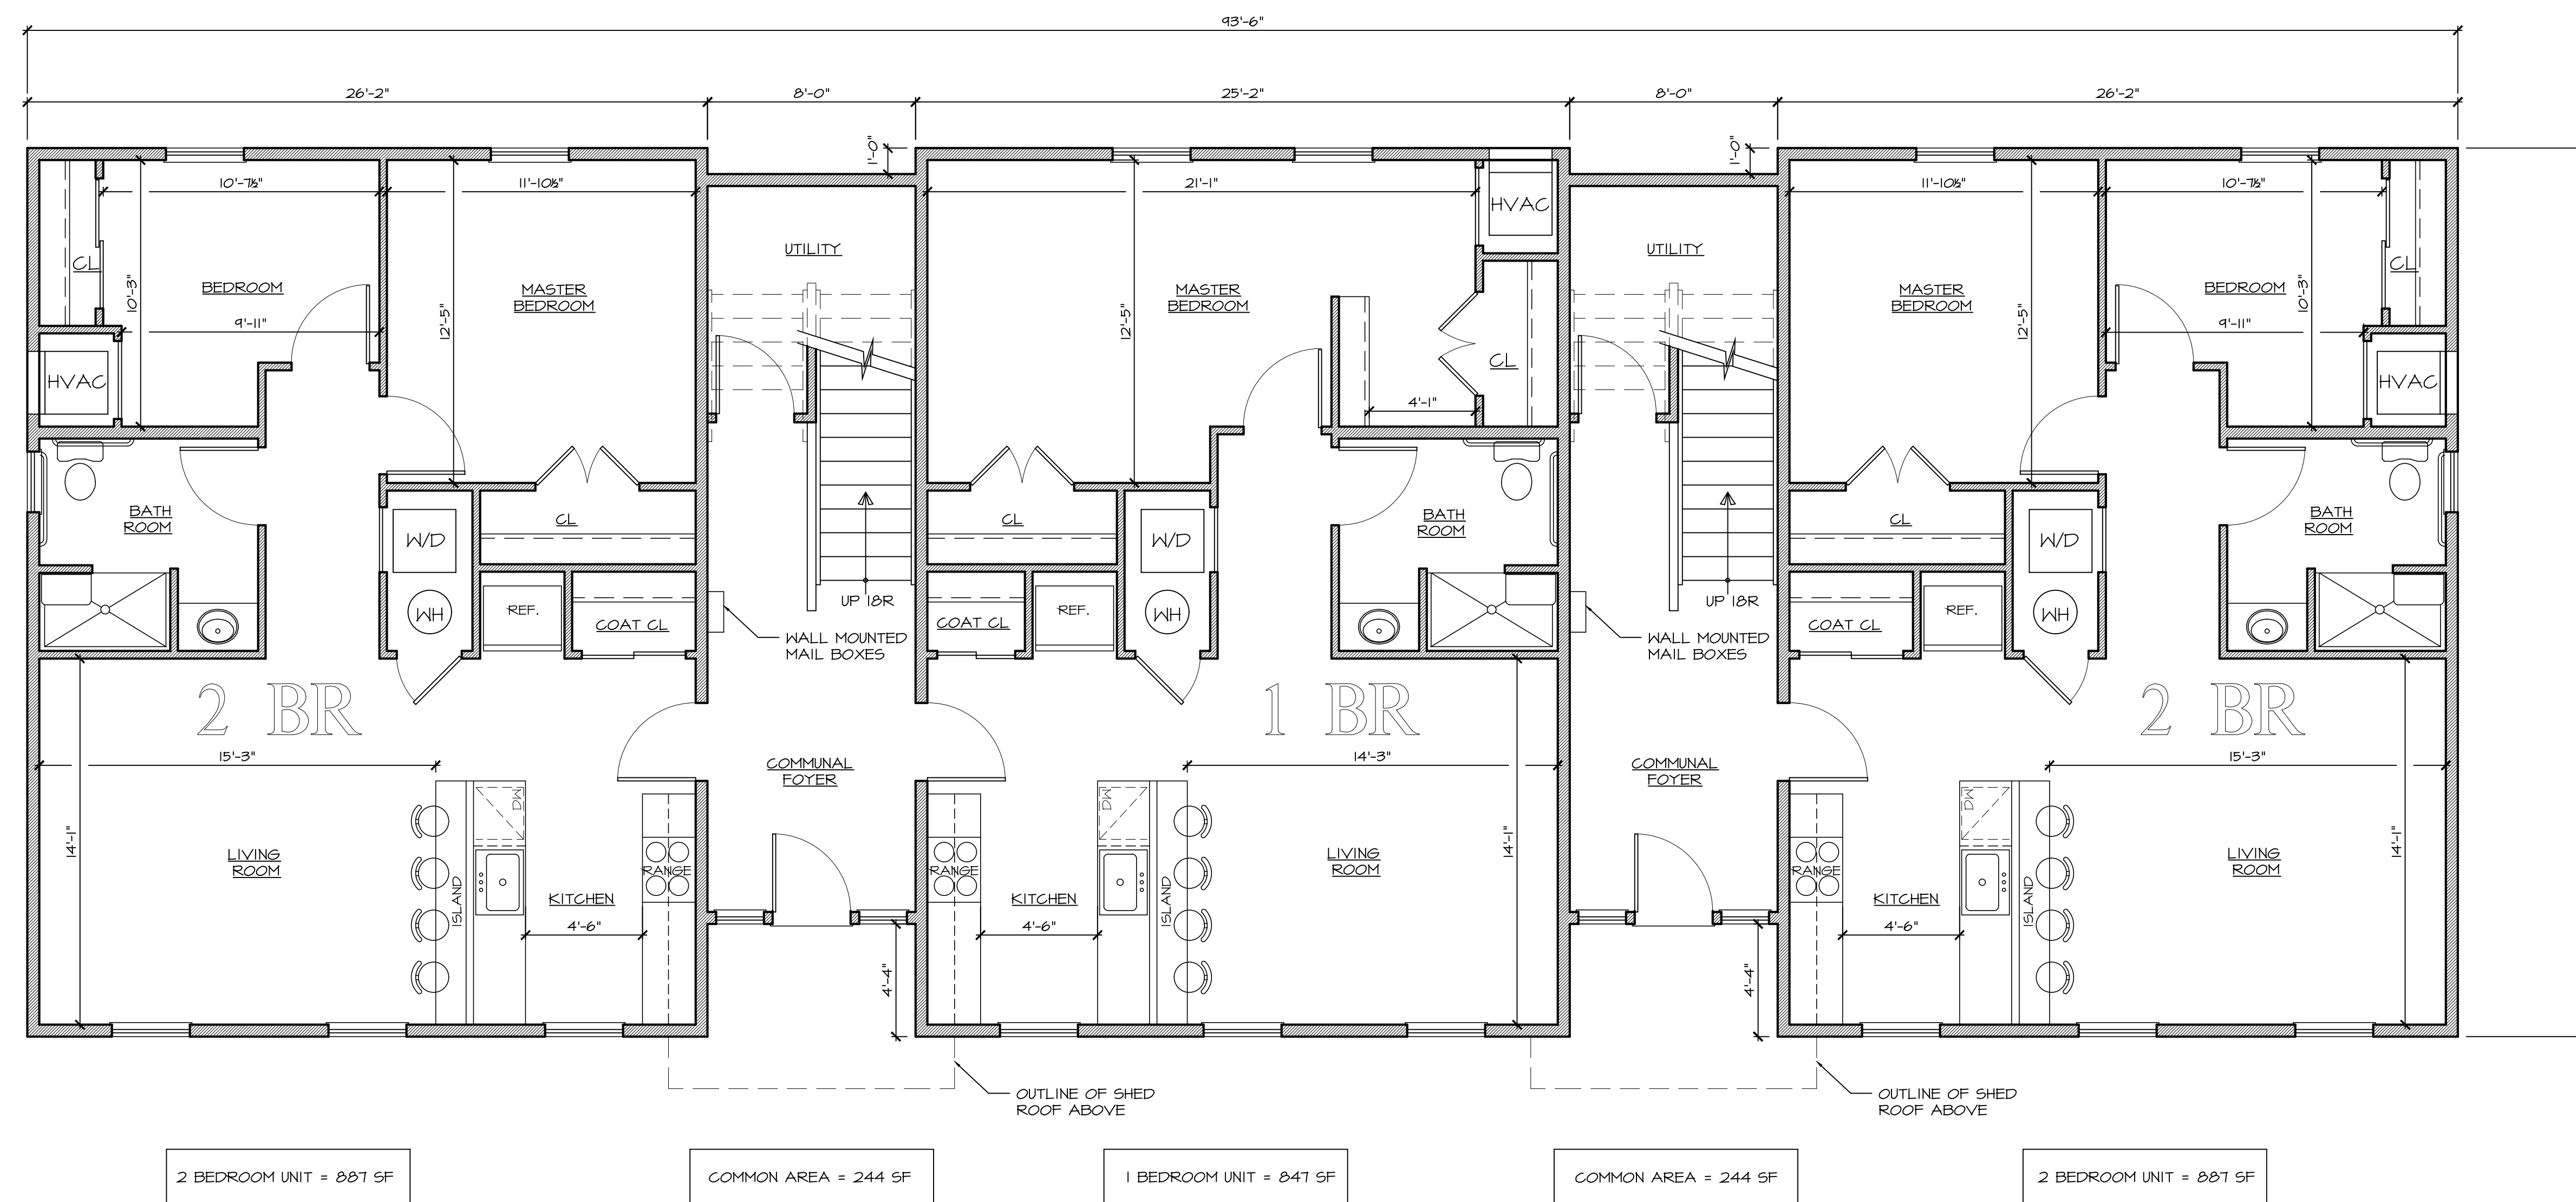 93'-6"
26'-2"
8'-0"
25'-2"
8'-0"
26'-2"
1'-0"
1'-0"
10'-7½"
11'-10½"
21'-1"
11'-10½"
10'-7½"
HVAC
UTILITY
UTILITY
CL
10'-3"
BEDROOM
MASTER
BEDROOM
12'-5"
MASTER
BEDROOM
12'-5"
MASTER
BEDROOM
12'-5"
BEDROOM
10'-3"
CL
9'-11"
9'-11"
HVAC
CL
HVAC
4'-1"
BATH
ROOM
W/D
CL
CL
W/D
BATH
ROOM
CL
W/D
BATH
ROOM
WH
REF.
COAT CL
UP 18R
COAT CL
REF.
WH
UP 18R
COAT CL
REF.
WH
WALL MOUNTED
MAIL BOXES
WALL MOUNTED
MAIL BOXES
2 BR
1 BR
2 BR
15'-3"
14'-3"
15'-3"
COMMUNAL
FOYER
COMMUNAL
FOYER
DW
DW
DW
14'-1"
LIVING
ROOM
ISLAND
RANGE
KITCHEN
4'-6"
RANGE
KITCHEN
4'-6"
ISLAND
LIVING
ROOM
14'-1"
RANGE
KITCHEN
4'-6"
ISLAND
LIVING
ROOM
14'-1"
4'-4"
4'-4"
OUTLINE OF SHED
ROOF ABOVE
OUTLINE OF SHED
ROOF ABOVE
2 BEDROOM UNIT = 887 SF
COMMON AREA = 244 SF
1 BEDROOM UNIT = 847 SF
COMMON AREA = 244 SF
2 BEDROOM UNIT = 887 SF